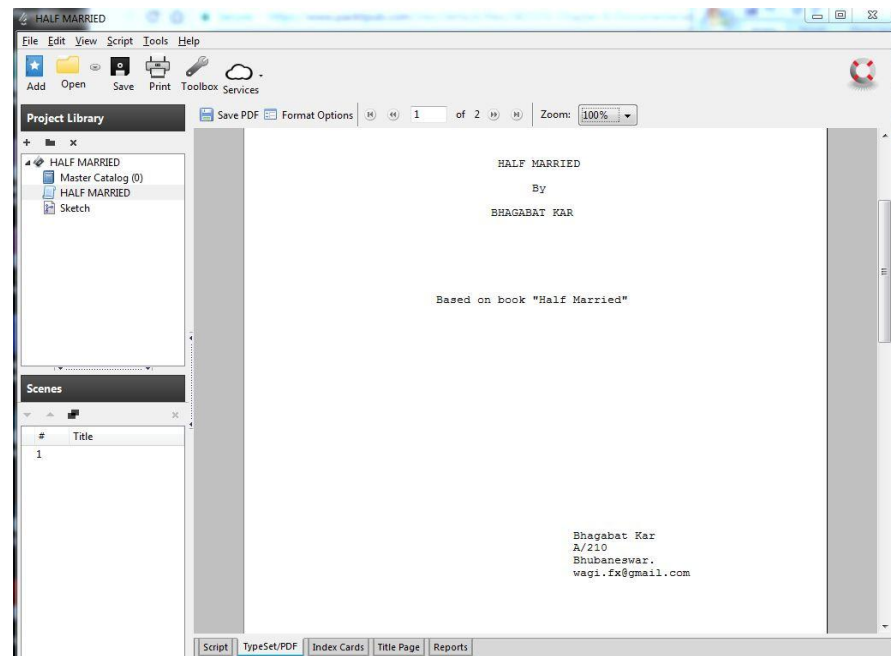 HALF MARRIED
File Edit View Script Tools Help
Add Open Save Print Toolbox Services
Project Library
Save PDF Format Options 1 of 2 Zoom: 100%
HALF MARRIED
Master Catalog (0)
HALF MARRIED
Sketch
HALF MARRIED
By
BHAGABAT KAR
Based on book "Half Married"
Scenes
# Title
1
Bhagabat Kar
A/210
Bhubaneswar.
wagi.fx@gmail.com
Script TypeSet/PDF Index Cards Title Page Reports